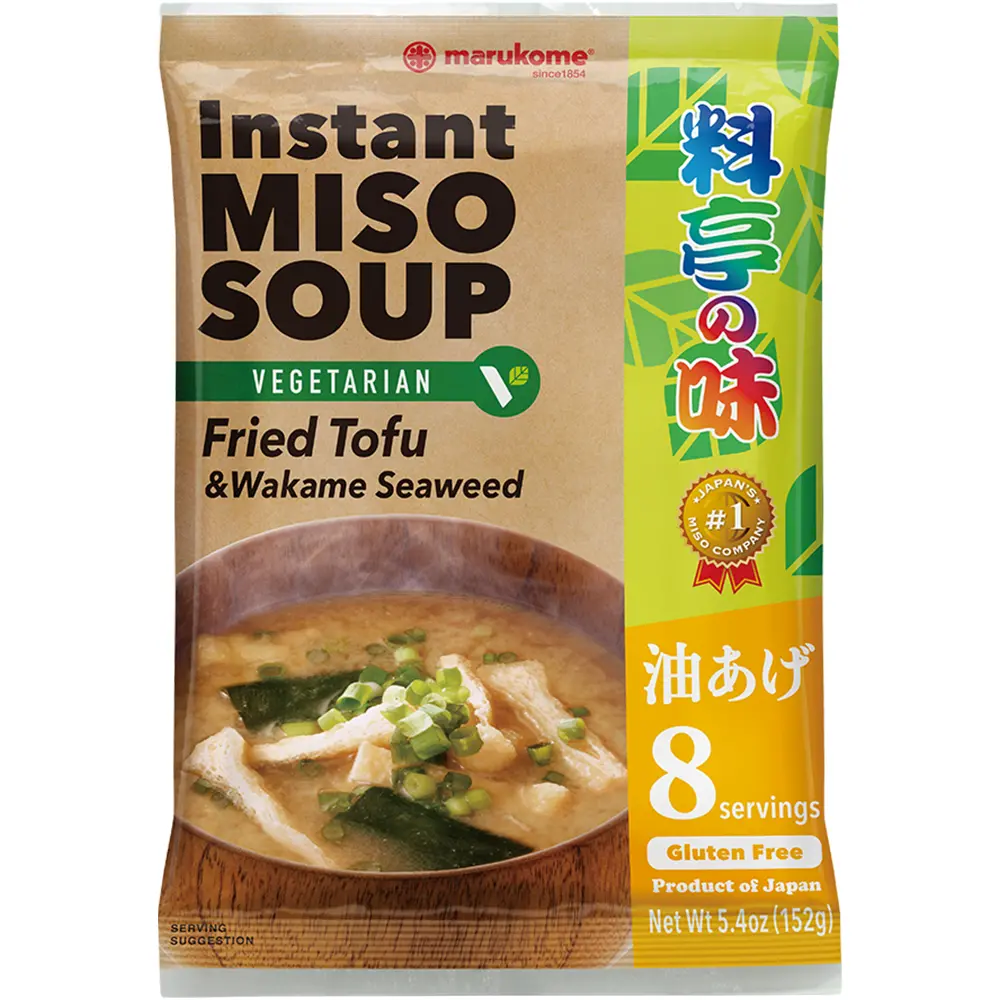 marukome®
since1854
Instant
MISO
SOUP
VEGETARIAN
Fried Tofu
&Wakame Seaweed
料亭の味
JAPAN'S
#1
MISO COMPANY
油あげ
8
servings
Gluten Free
Product of Japan
Net Wt 5.4oz (152g)
SERVING
SUGGESTION